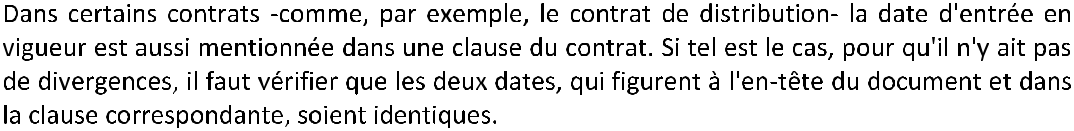 Dans certains contrats -comme, par exemple, le contrat de distribution- la date d'entrée en
vigueur est aussi mentionnée dans une clause du contrat. Si tel est le cas, pour qu'il n'y ait pas
de divergences, il faut vérifier que les deux dates, qui figurent à l'en-tête du document et dans
la clause correspondante, soient identiques.